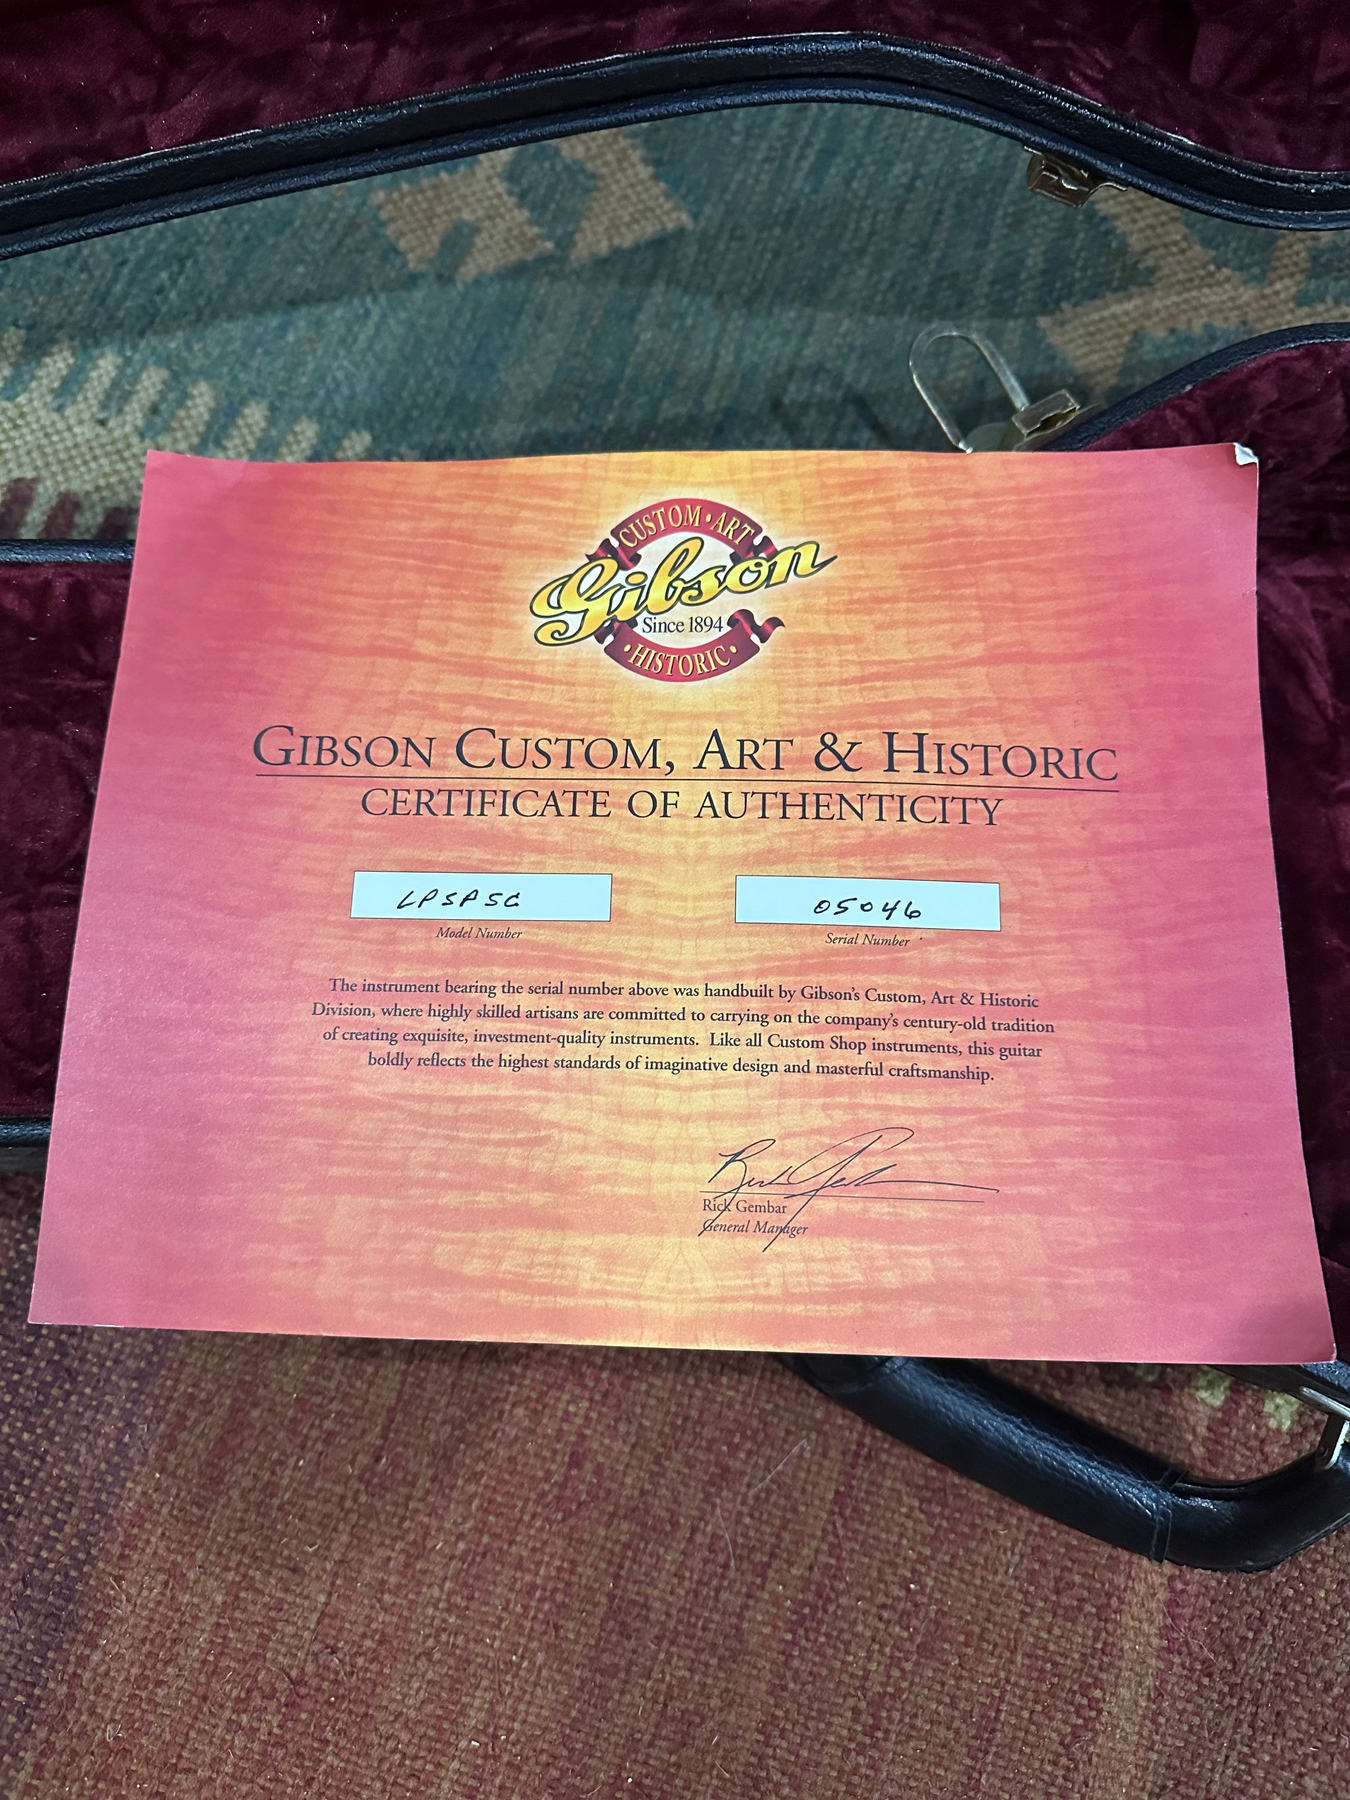 CUSTOM • ART
Gibson
Since 1894
• HISTORIC •
GIBSON CUSTOM, ART & HISTORIC
CERTIFICATE OF AUTHENTICITY
LPSPSG 05046
Model Number Serial Number
The instrument bearing the serial number above was handbuilt by Gibson's Custom, Art & Historic
Division, where highly skilled artisans are committed to carrying on the company's century-old tradition
of creating exquisite, investment-quality instruments. Like all Custom Shop instruments, this guitar
boldly reflects the highest standards of imaginative design and masterful craftsmanship.
Rick Gembar
General Manager